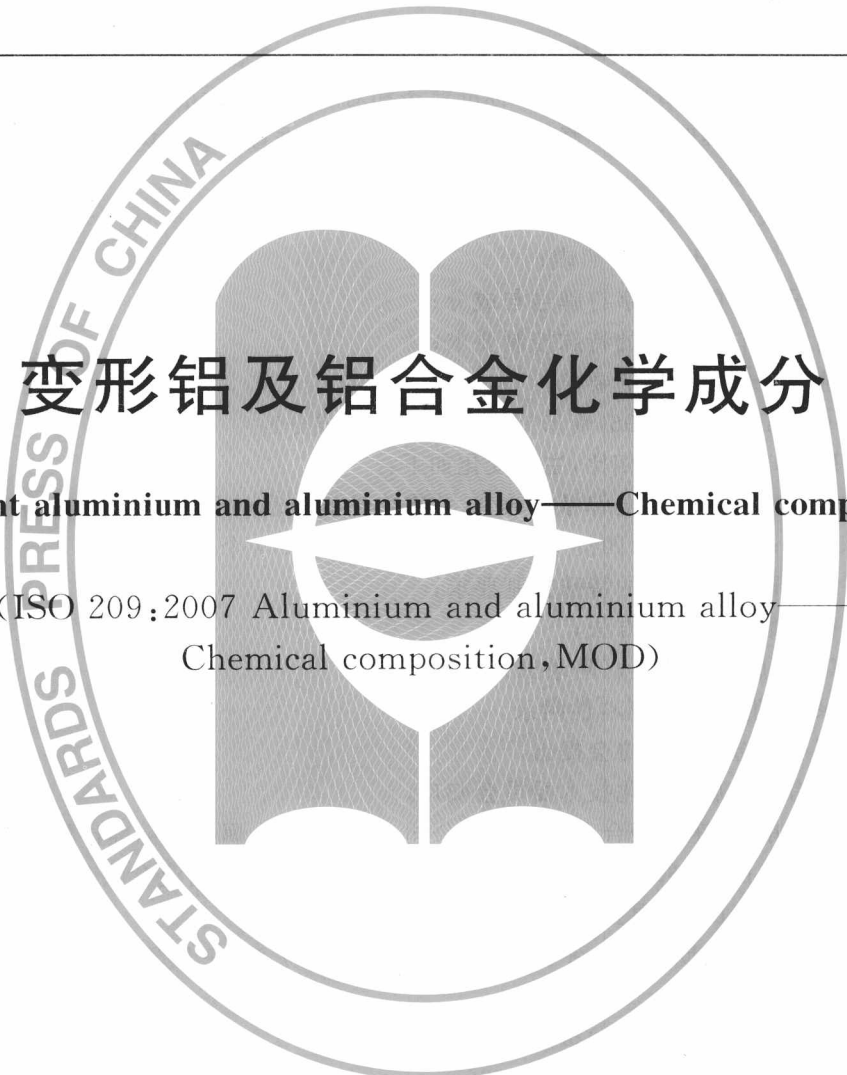 STANDARDS PRESS OF CHINA
变形铝及铝合金化学成分
nt aluminium and aluminium alloy——Chemical comp
(ISO 209:2007 Aluminium and aluminium alloy——
Chemical composition,MOD)